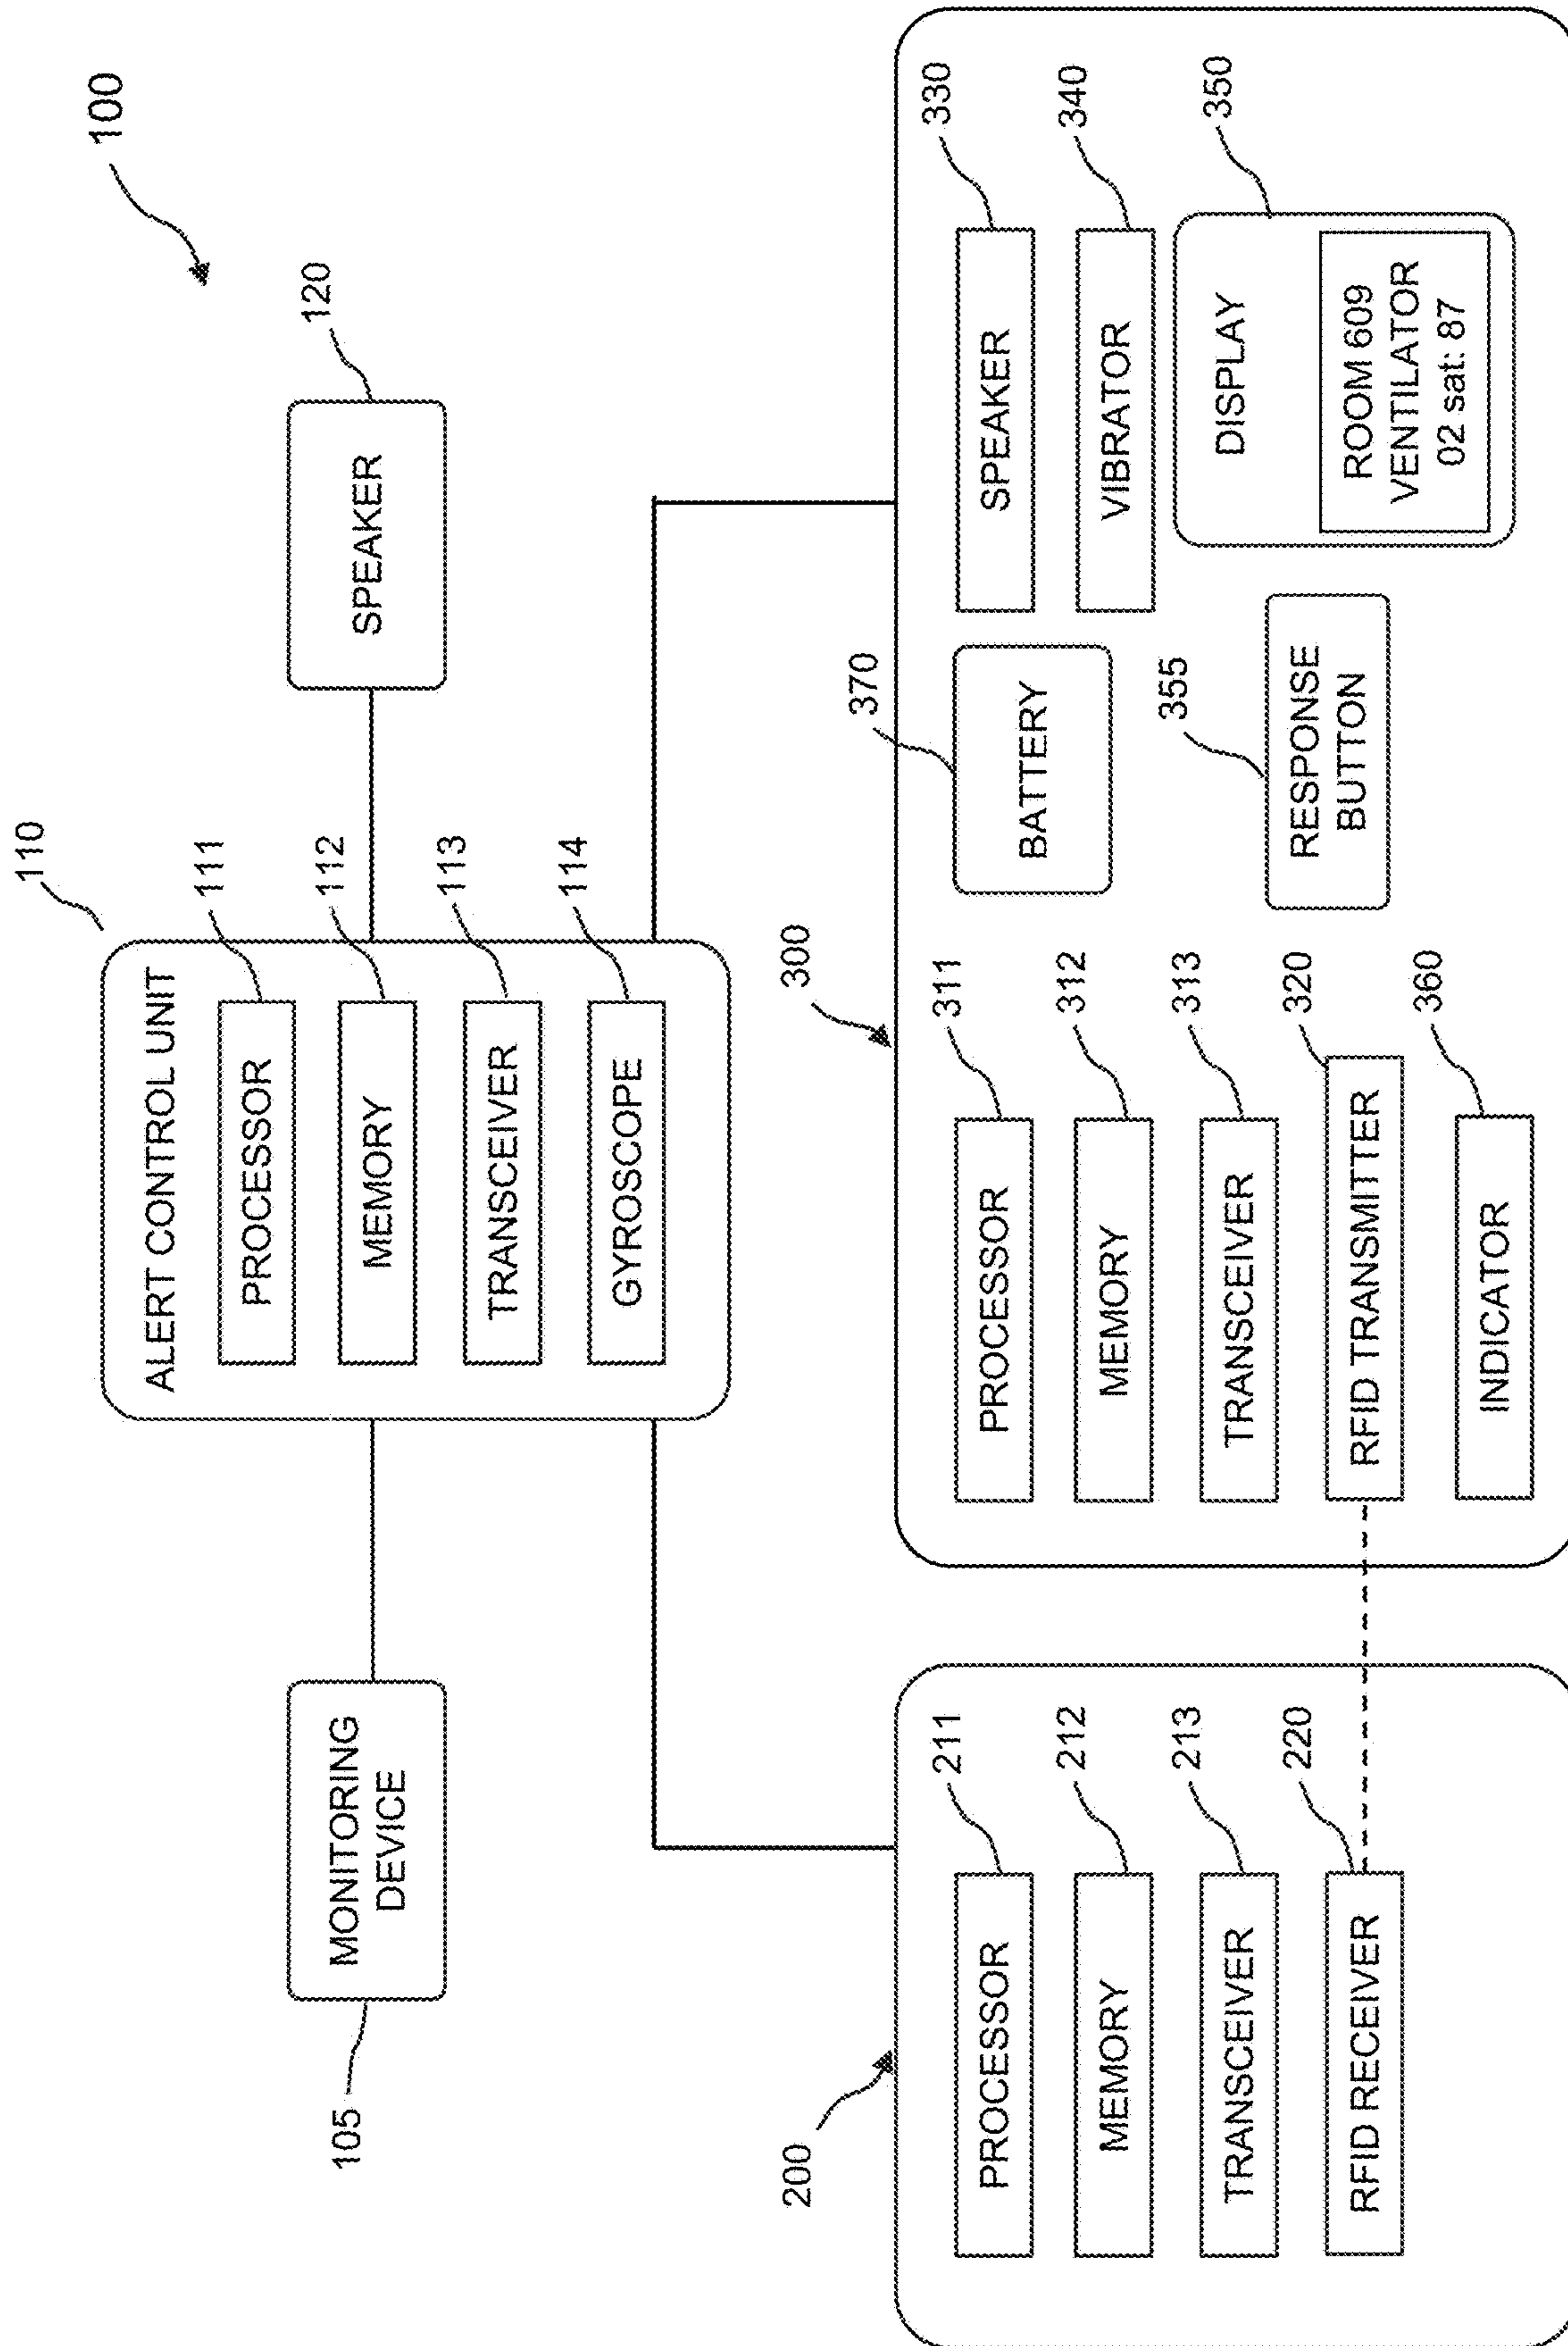 100
110
ALERT CONTROL UNIT
PROCESSOR
111
MEMORY
112
TRANSCEIVER
113
GYROSCOPE
114
MONITORING
DEVICE
105
SPEAKER
120
200
PROCESSOR
211
MEMORY
212
TRANSCEIVER
213
RFID RECEIVER
220
300
PROCESSOR
311
MEMORY
312
TRANSCEIVER
313
RFID TRANSMITTER
320
INDICATOR
360
BATTERY
370
RESPONSE
BUTTON
355
SPEAKER
330
VIBRATOR
340
DISPLAY
350
ROOM 609
VENTILATOR
02 sat: 87